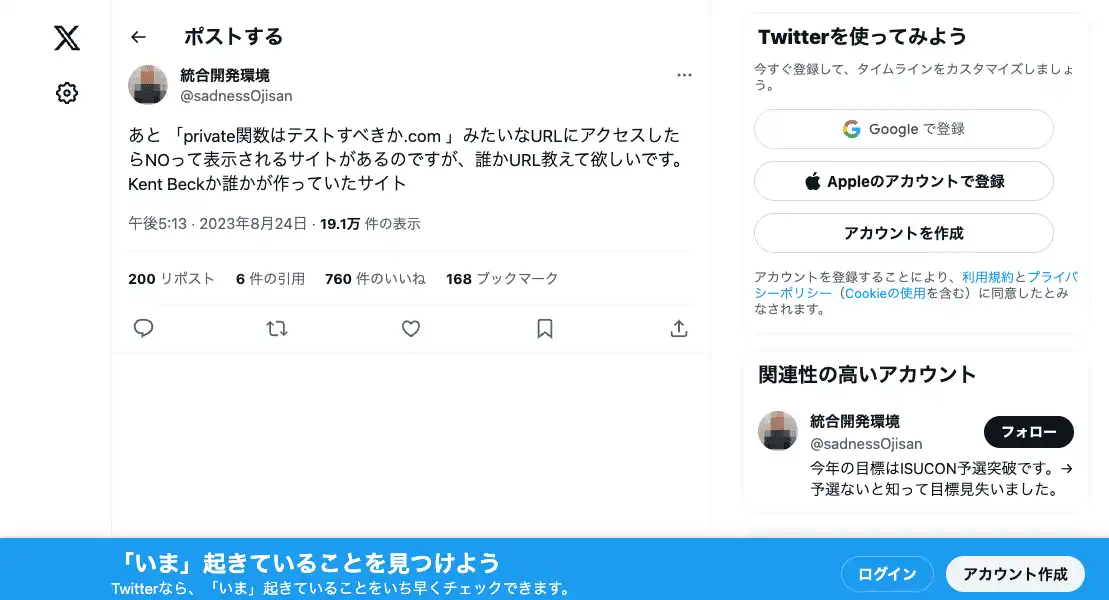 ポストする
統合開発環境
@sadnessOjisan
あと 「private関数はテストすべきか.com 」みたいなURLにアクセスした
らNOって表示されるサイトがあるのですが、誰かURL教えて欲しいです。
Kent Beckか誰かが作っていたサイト
午後5:13 · 2023年8月24日 · 19.1万 件の表示
200 リポスト 6 件の引用 760 件のいいね 168 ブックマーク
Twitterを使ってみよう
今すぐ登録して、タイムラインをカスタマイズしましょ
う。
Google で登録
Appleのアカウントで登録
アカウントを作成
アカウントを登録することにより、利用規約とプライバ
シーポリシー（Cookieの使用を含む）に同意したとみ
なされます。
関連性の高いアカウント
統合開発環境
@sadnessOjisan
フォロー
今年の目標はISUCON予選突破です。→
予選ないと知って目標見失いました。
「いま」起きていることを見つけよう
Twitterなら、「いま」起きていることをいち早くチェックできます。
ログイン
アカウント作成